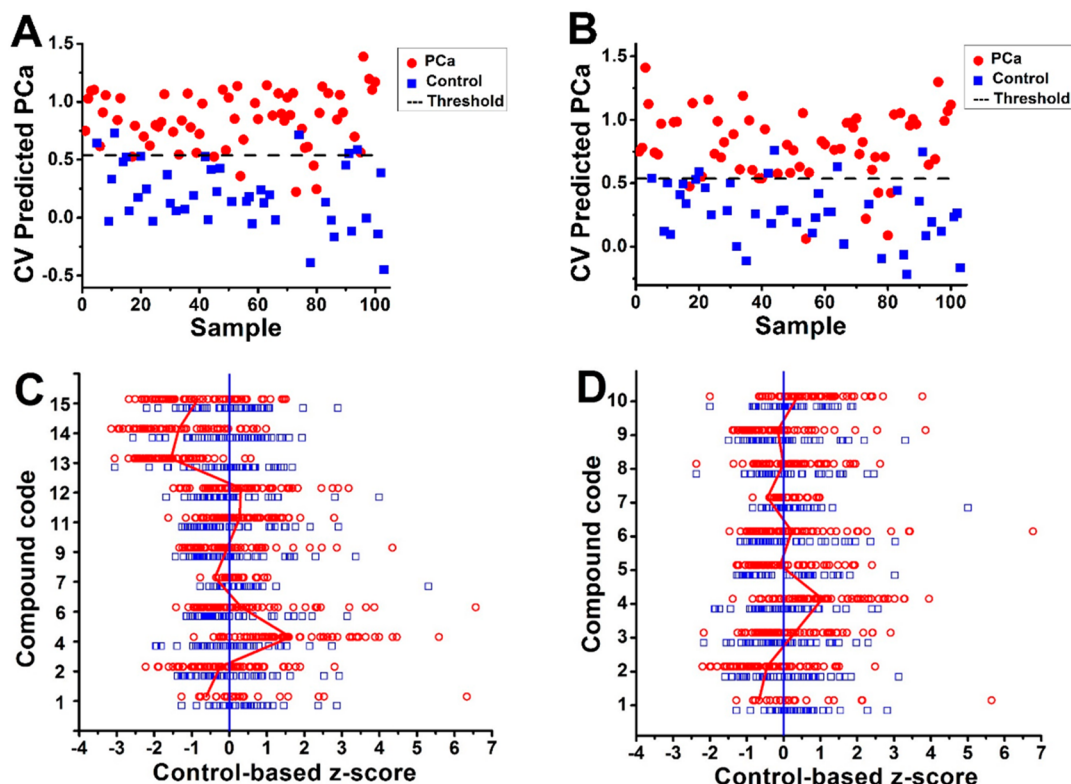 A
CV Predicted PCa
1.5
1.0
0.5
0.0
-0.5
0 20 40 60 80 100
Sample
PCa
Control
Threshold
B
CV Predicted PCa
1.5
1.0
0.5
0.0
0 20 40 60 80 100
Sample
PCa
Control
Threshold
C
Compound code
15
14
13
12
11
9
7
6
4
2
1
-4 -3 -2 -1 0 1 2 3 4 5 6 7
Control-based z-score
D
Compound code
10
9
8
7
6
5
4
3
2
1
-4 -3 -2 -1 0 1 2 3 4 5 6 7
Control-based z-score